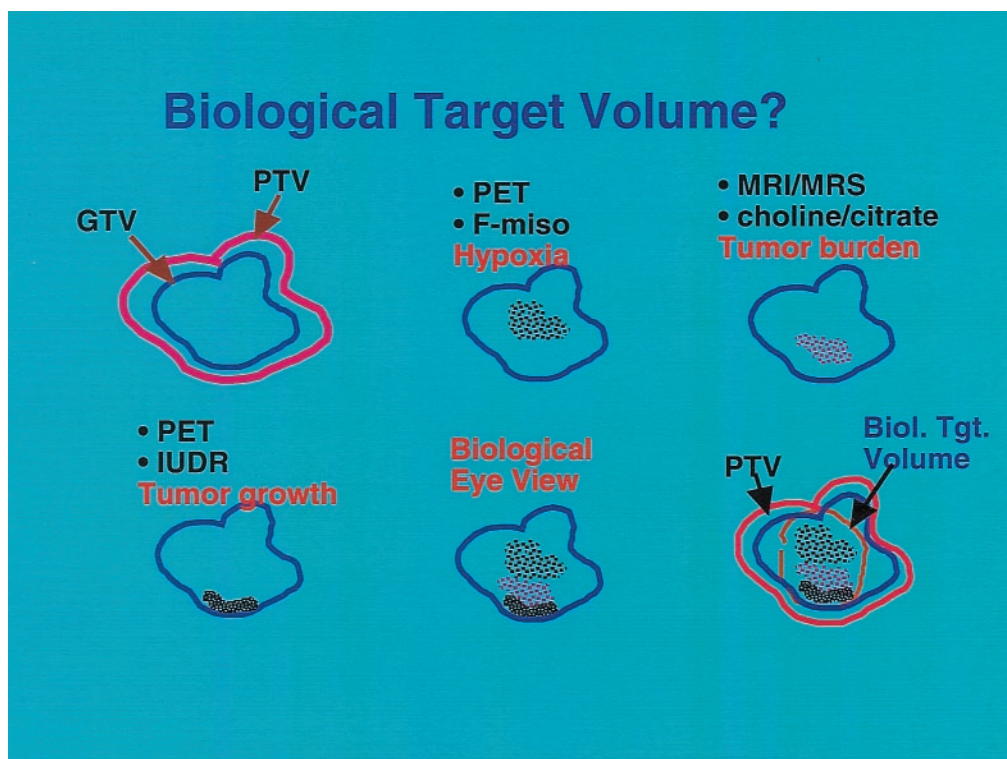 Biological Target Volume?
PTV
GTV
• PET
• F-miso
Hypoxia
• MRI/MRS
• choline/citrate
Tumor burden
• PET
• IUDR
Tumor growth
Biological
Eye View
Biol. Tgt.
Volume
PTV